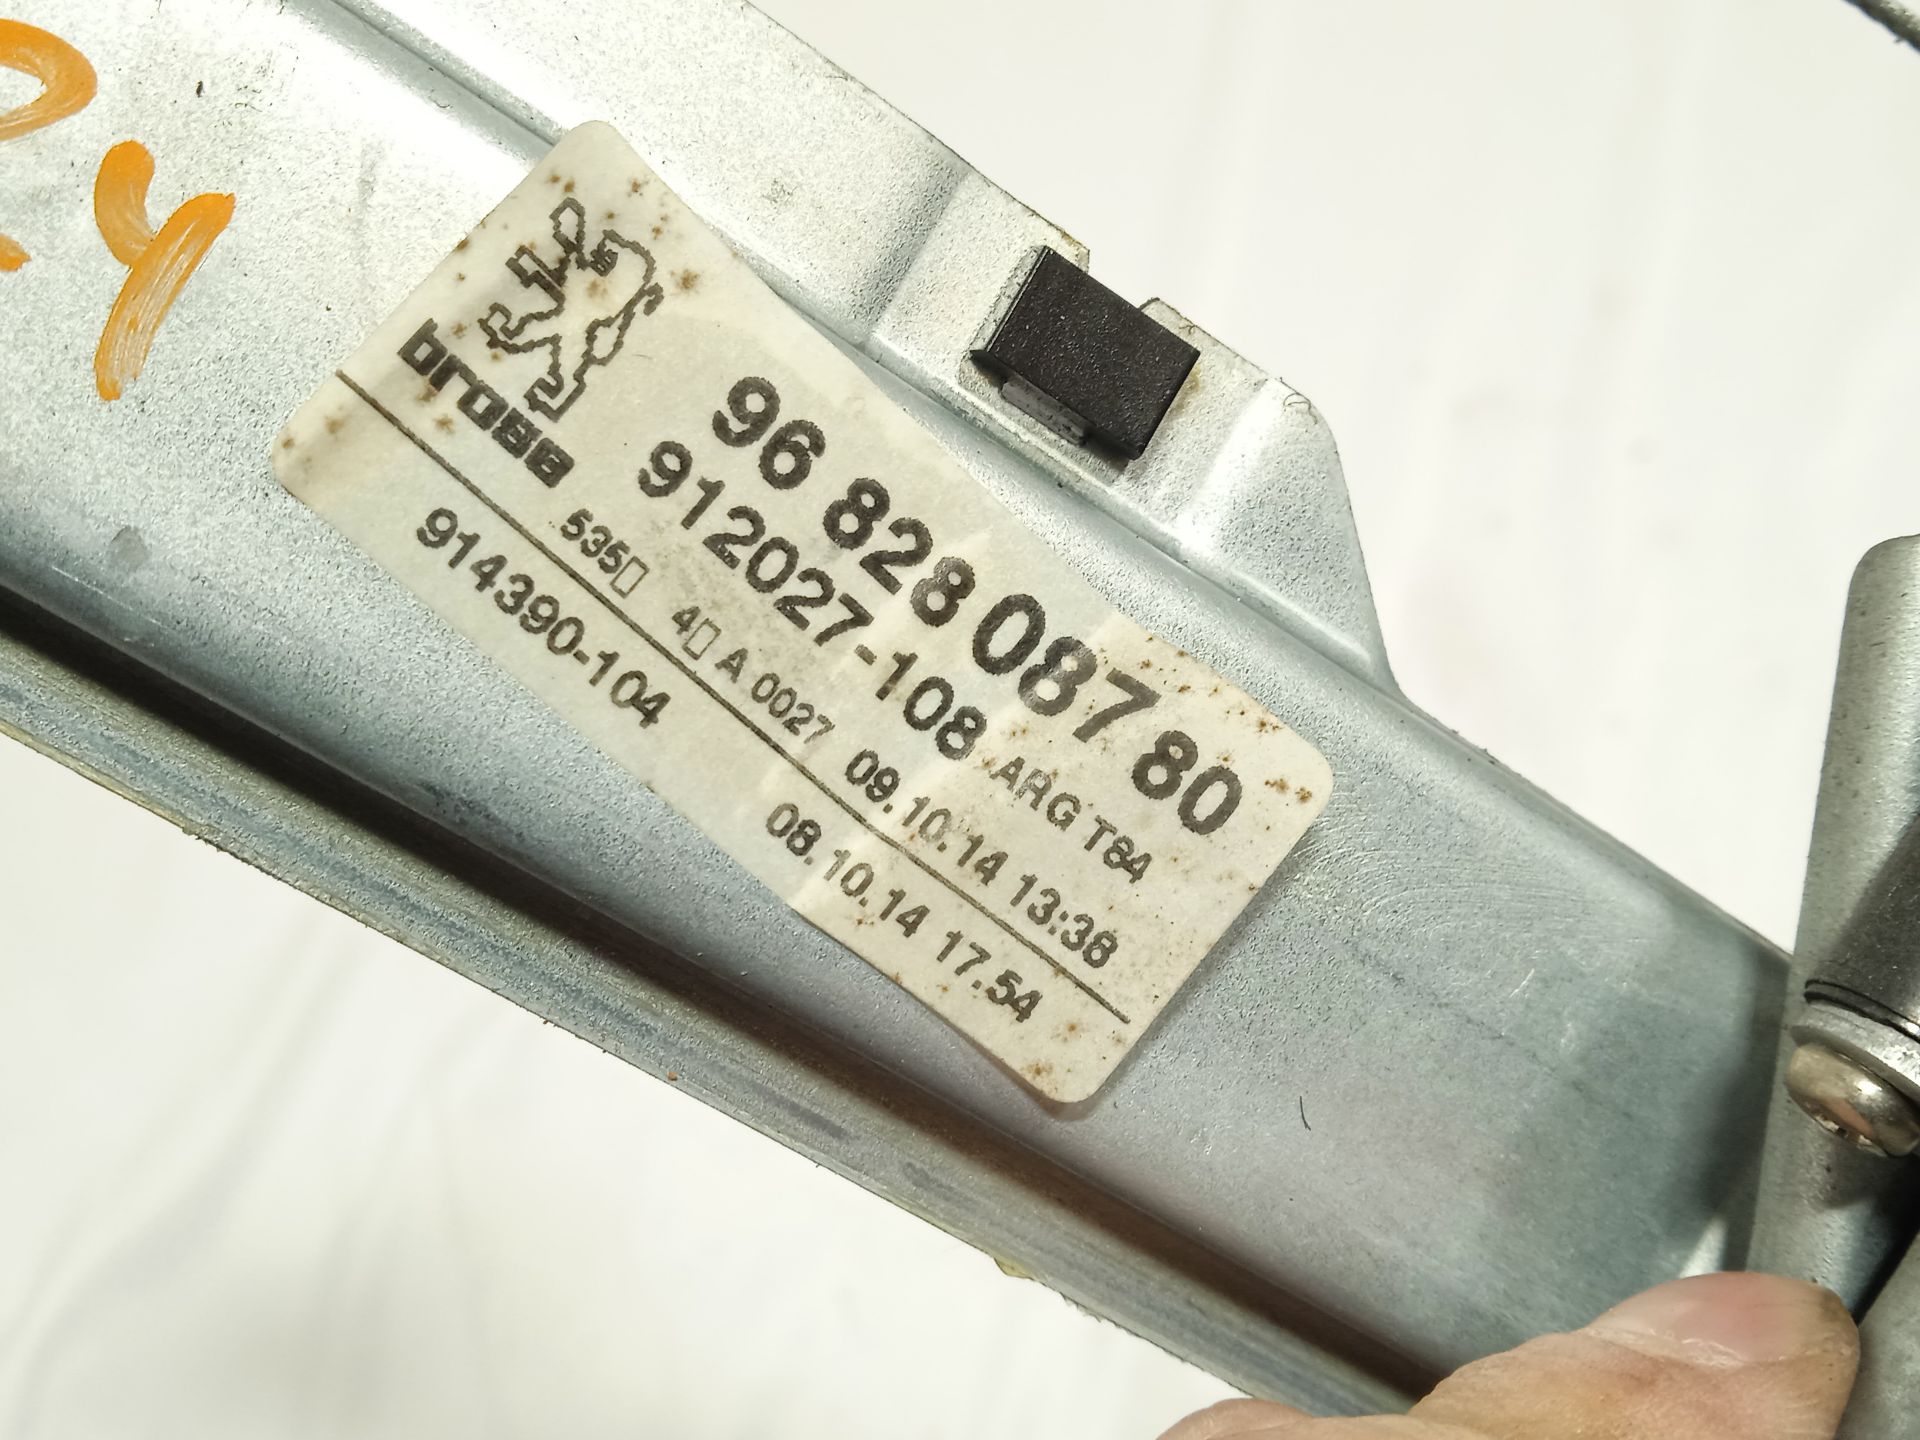 brose
96 828 087 80
912027-108 ARG T84
535▯ 4▯ A 0027 09.10.14 13:38
914390-104 08.10.14 17.54